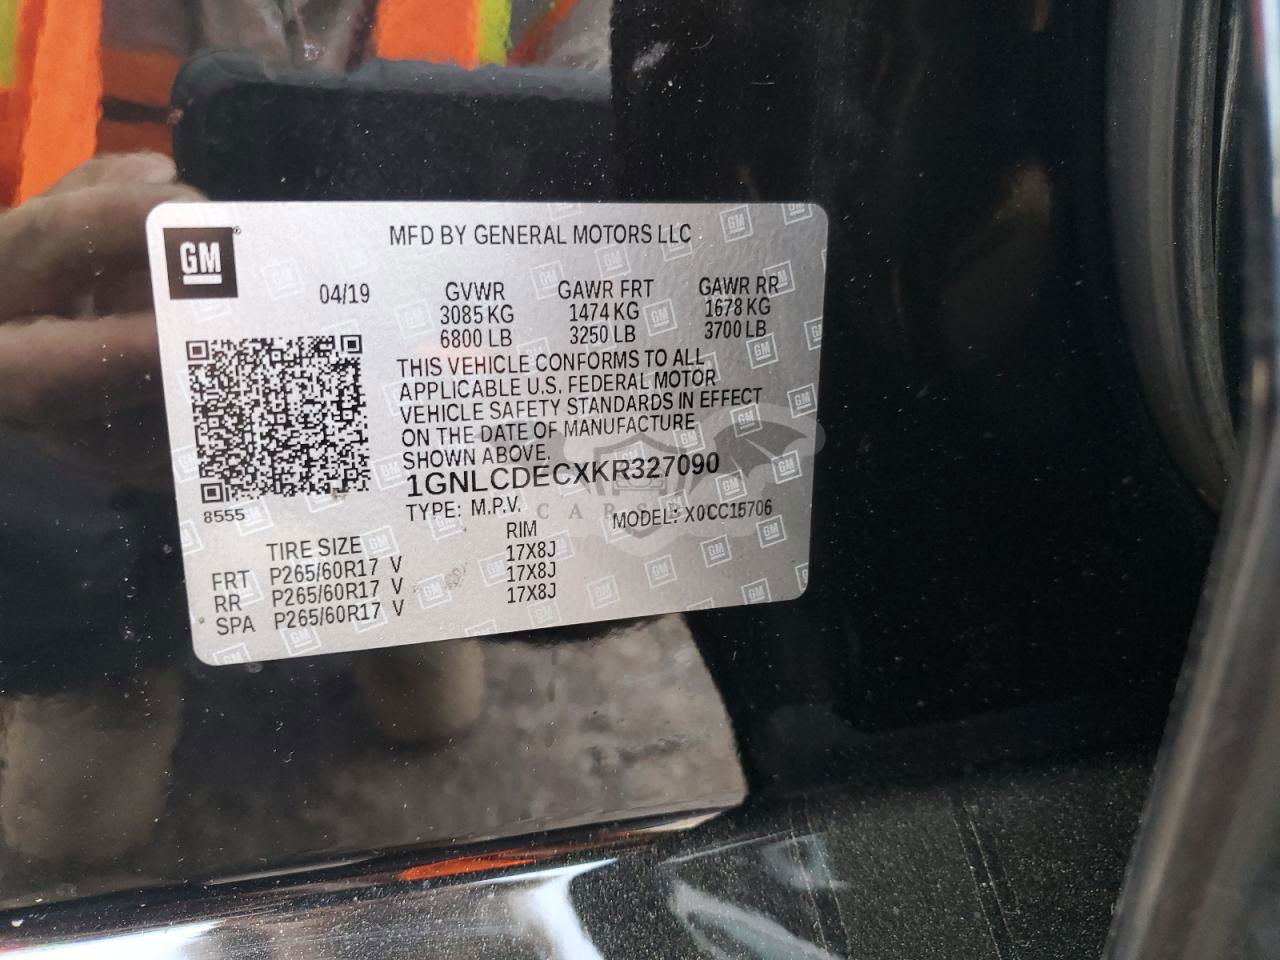 GM
MFD BY GENERAL MOTORS LLC
04/19 GVWR GAWR FRT GAWR RR
3085 KG 1474 KG 1678 KG
6800 LB 3250 LB 3700 LB
THIS VEHICLE CONFORMS TO ALL
APPLICABLE U.S. FEDERAL MOTOR
VEHICLE SAFETY STANDARDS IN EFFECT
ON THE DATE OF MANUFACTURE
SHOWN ABOVE.
1GNLCDECXKR327090
8555 TYPE: M.P.V. MODEL: X0CC15706
TIRE SIZE RIM
FRT P265/60R17 V 17X8J
RR P265/60R17 V 17X8J
SPA P265/60R17 V 17X8J